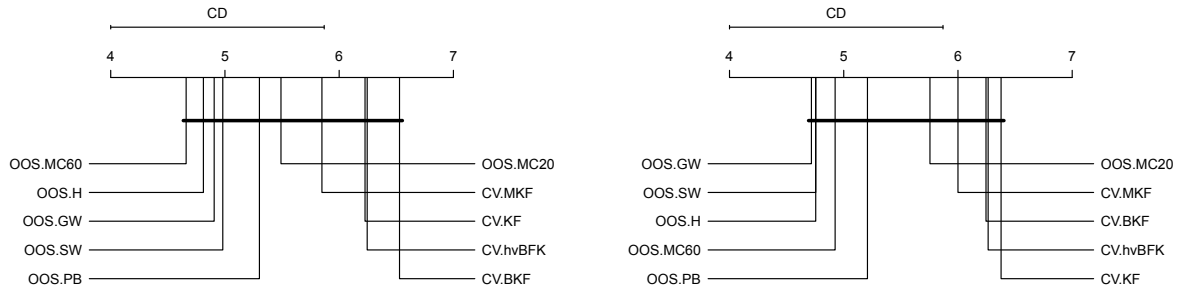 CD
4 5 6 7
OOS.MC60
OOS.H
OOS.GW
OOS.SW
OOS.PB
OOS.MC20
CV.MKF
CV.KF
CV.hvBFK
CV.BKF
CD
4 5 6 7
OOS.GW
OOS.SW
OOS.H
OOS.MC60
OOS.PB
OOS.MC20
CV.MKF
CV.BKF
CV.hvBFK
CV.KF